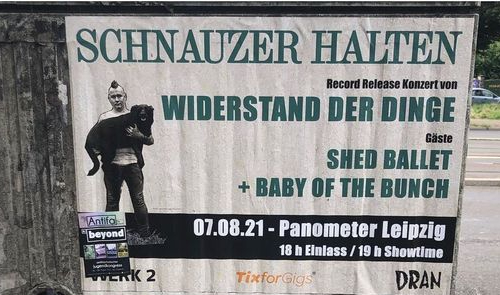 SCHNAUZER HALTEN
Record Release Konzert von
WIDERSTAND DER DINGE
Gäste
SHED BALLET
+ BABY OF THE BUNCH
07.08.21 - Panometer Leipzig
18 h Einlass / 19 h Showtime
Antifa
beyond
WERK 2
TixforGigs
DRAN